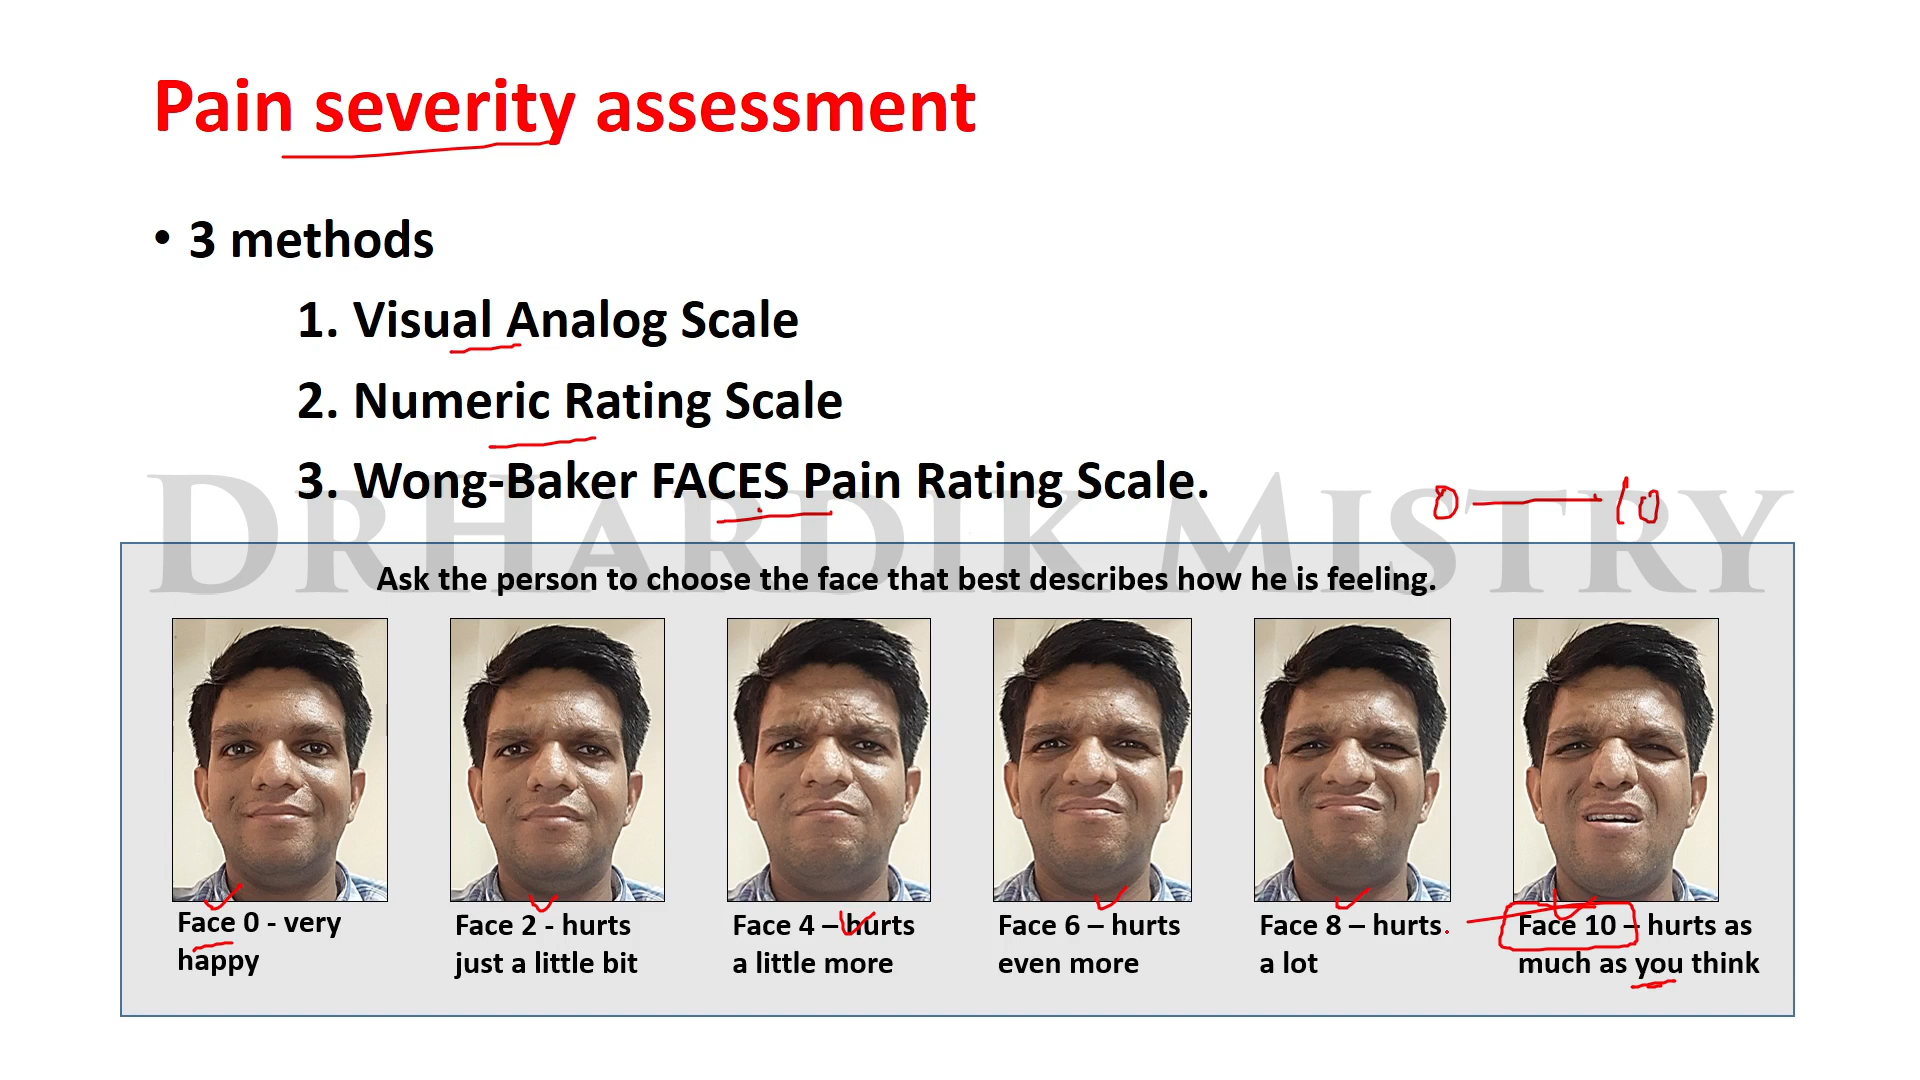 Pain severity assessment
• 3 methods
1. Visual Analog Scale
2. Numeric Rating Scale
3. Wong-Baker FACES Pain Rating Scale.
0 — 10
DRHARDIK MISTRY
Ask the person to choose the face that best describes how he is feeling.
Face 0 - very
happy
Face 2 - hurts
just a little bit
Face 4 – hurts
a little more
Face 6 – hurts
even more
Face 8 – hurts
a lot
Face 10 – hurts as
much as you think